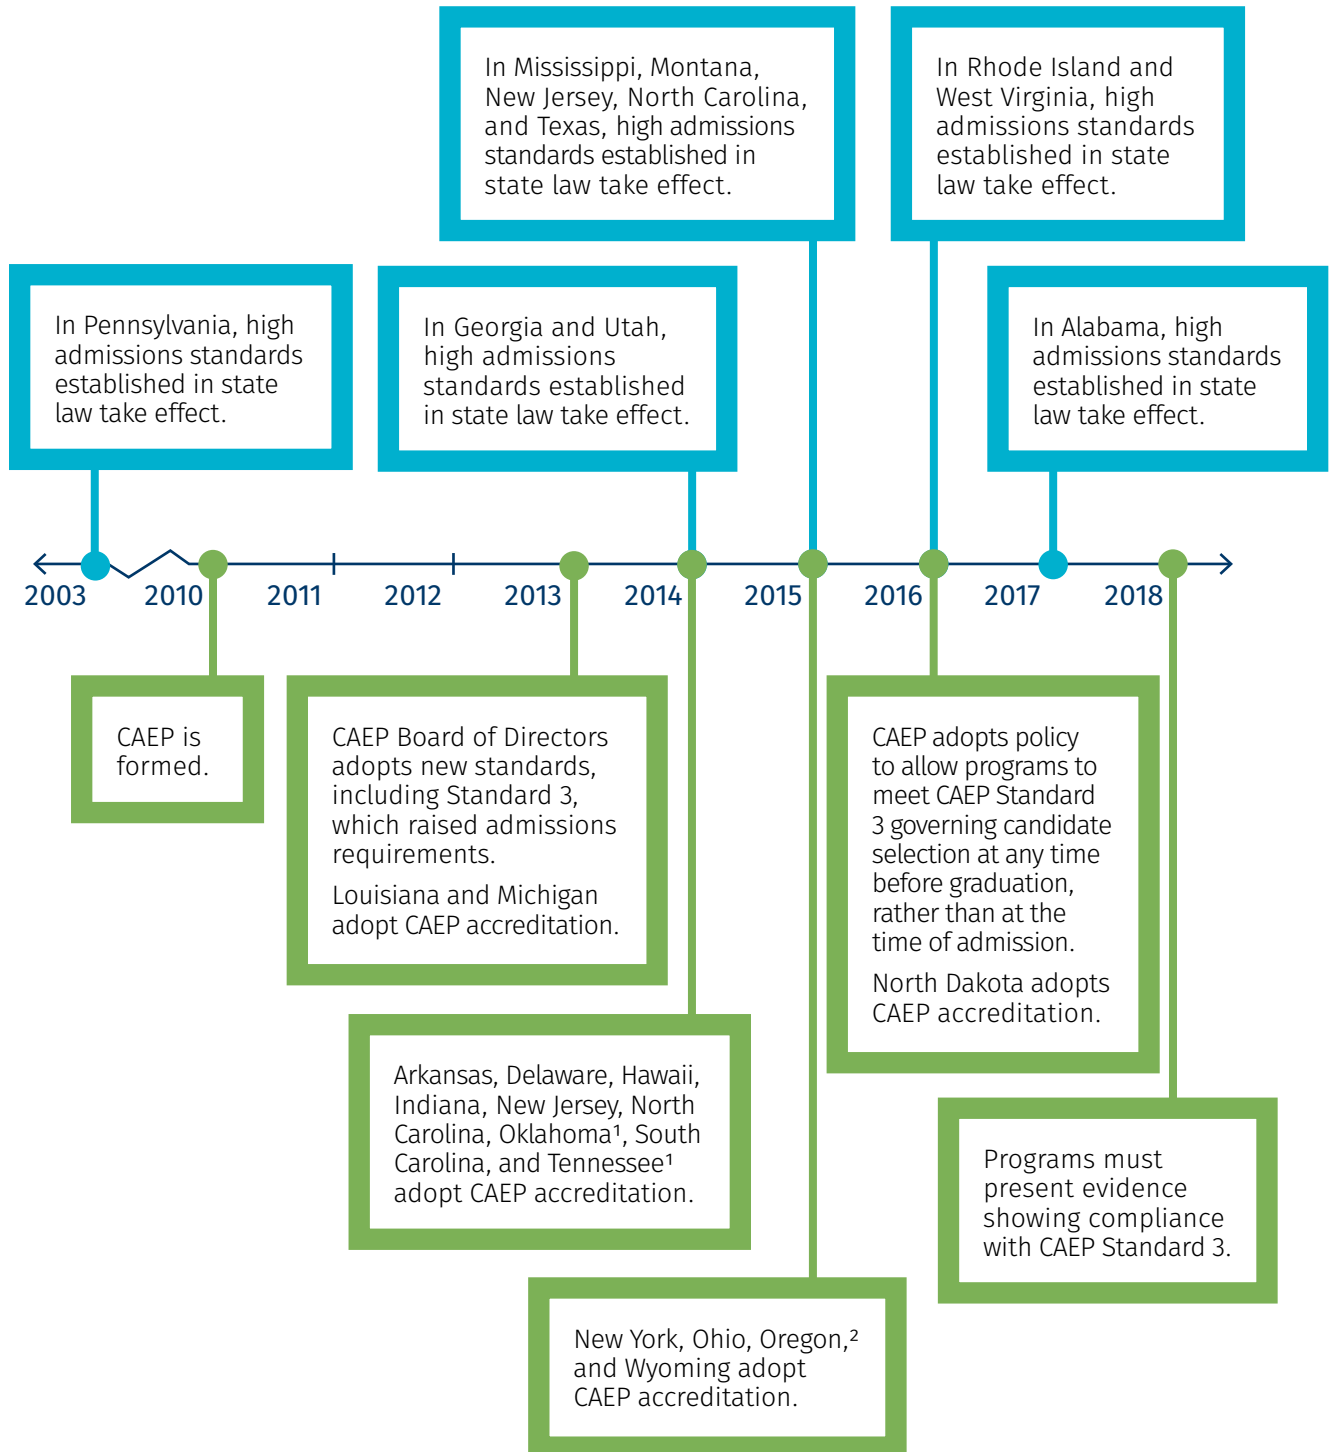 In Mississippi, Montana,
New Jersey, North Carolina,
and Texas, high admissions
standards established in
state law take effect.
In Rhode Island and
West Virginia, high
admissions standards
established in state
law take effect.
In Pennsylvania, high
admissions standards
established in state
law take effect.
In Georgia and Utah,
high admissions
standards established
in state law take effect.
In Alabama, high
admissions standards
established in state
law take effect.
2003 2010 2011 2012 2013 2014 2015 2016 2017 2018
CAEP is
formed.
CAEP Board of Directors
adopts new standards,
including Standard 3,
which raised admissions
requirements.
Louisiana and Michigan
adopt CAEP accreditation.
CAEP adopts policy
to allow programs to
meet CAEP Standard
3 governing candidate
selection at any time
before graduation,
rather than at the
time of admission.
North Dakota adopts
CAEP accreditation.
Arkansas, Delaware, Hawaii,
Indiana, New Jersey, North
Carolina, Oklahoma¹, South
Carolina, and Tennessee¹
adopt CAEP accreditation.
Programs must
present evidence
showing compliance
with CAEP Standard 3.
New York, Ohio, Oregon,²
and Wyoming adopt
CAEP accreditation.